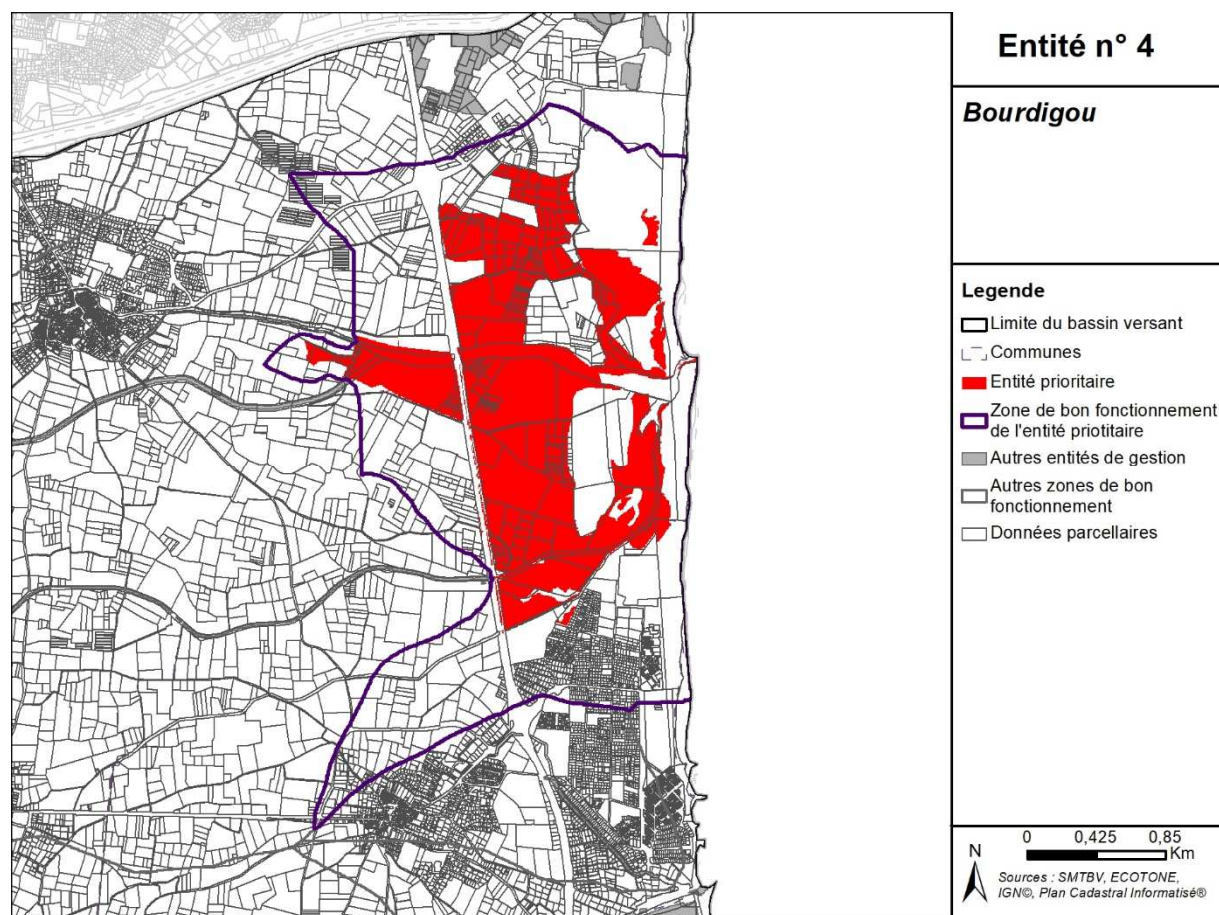 Entité n° 4
Bourdigou
Legende
Limite du bassin versant
Communes
Entité prioritaire
Zone de bon fonctionnement
de l'entité priotitaire
Autres entités de gestion
Autres zones de bon
fonctionnement
Données parcellaires
N
0 0,425 0,85
Km
Sources : SMTBV, ECOTONE,
IGN©, Plan Cadastral Informatisé®